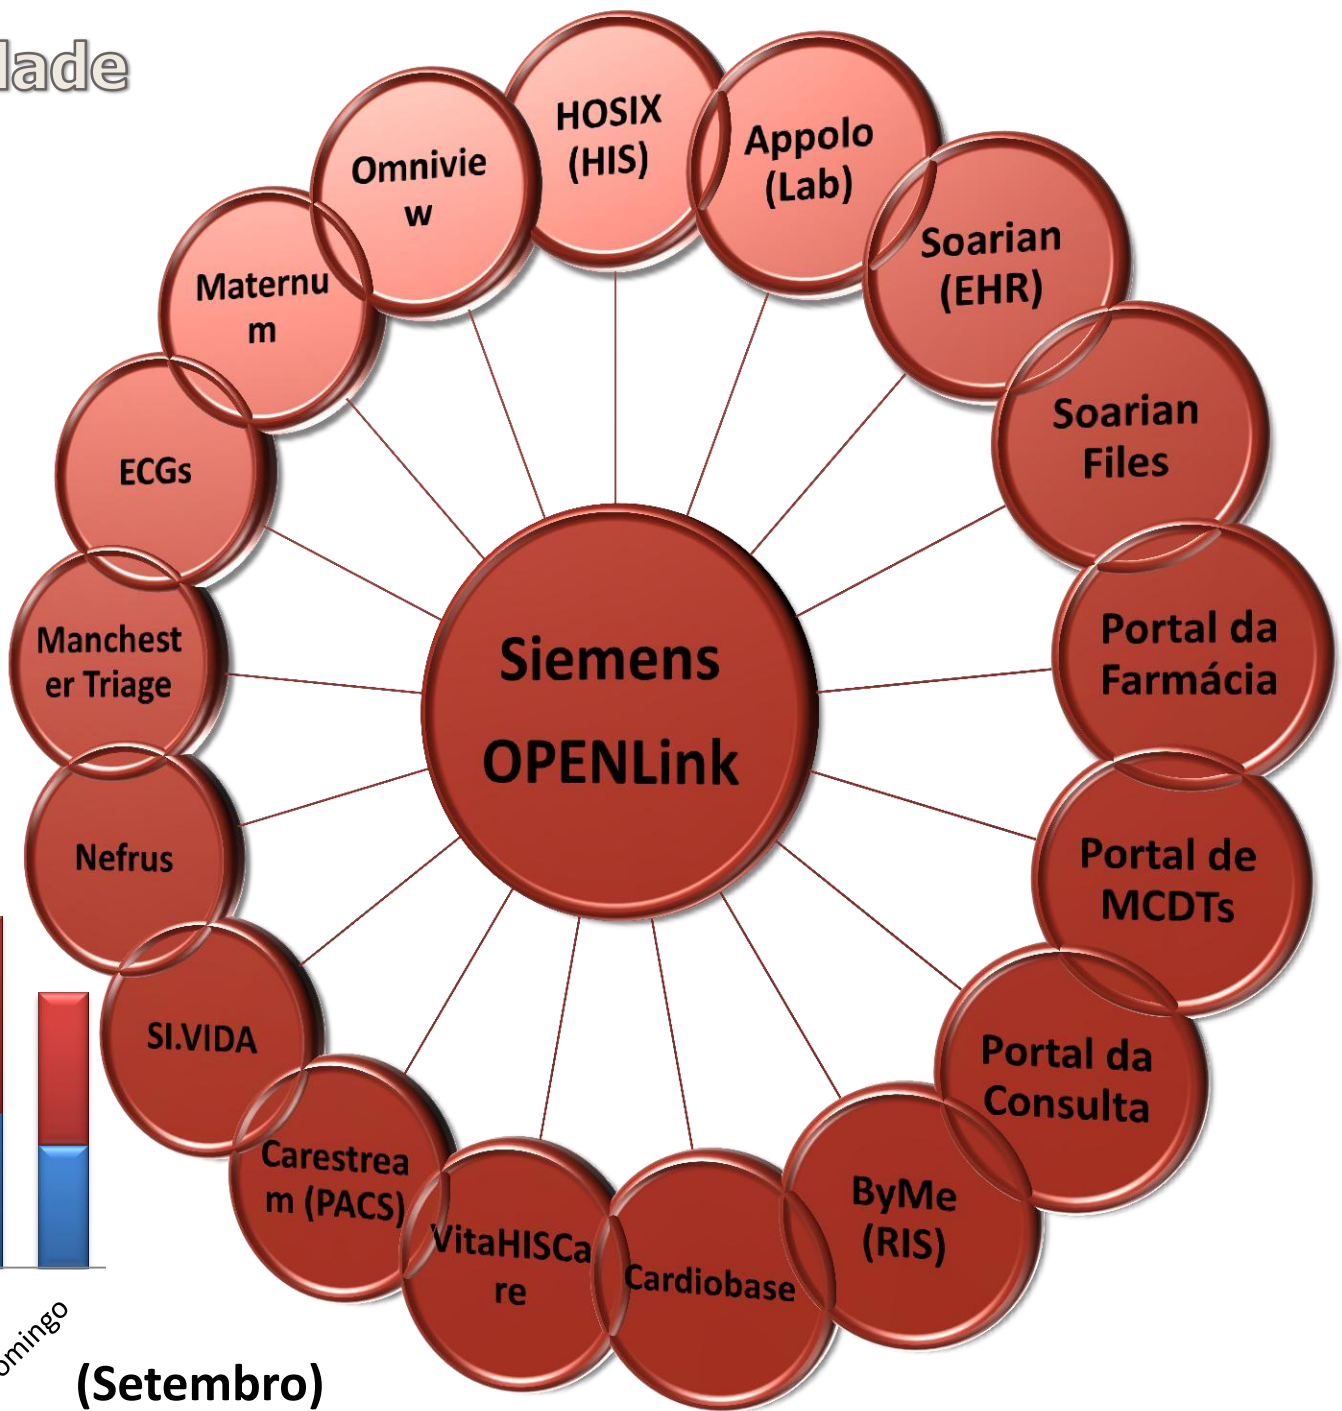 dade
HOSIX
(HIS)
Appolo
(Lab)
Soarian
(EHR)
Soarian
Files
Portal da
Farmácia
Portal de
MCDTs
Portal da
Consulta
ByMe
(RIS)
Cardiobase
VitaHISCa
re
Carestrea
m (PACS)
SI.VIDA
Nefrus
Manchest
er Triage
ECGs
Maternu
m
Omnivie
w
Siemens
OPENLink
omingo
(Setembro)